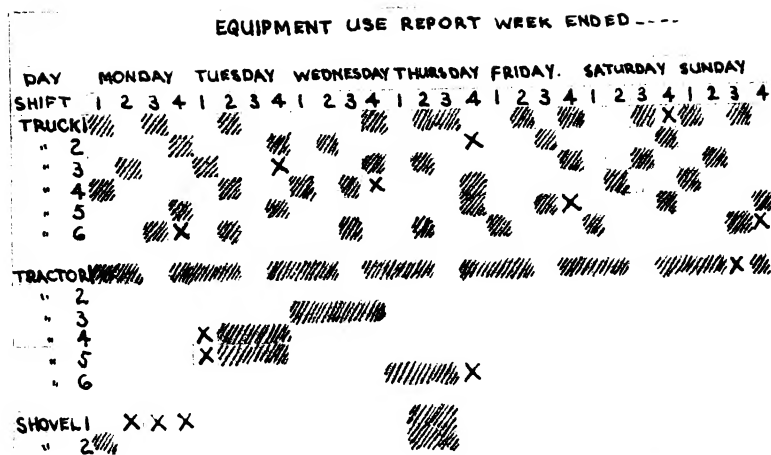 EQUIPMENT USE REPORT WEEK ENDED ----
DAY MONDAY TUESDAY WEDNESDAY THURSDAY FRIDAY. SATURDAY SUNDAY
SHIFT 1 2 3 4 1 2 3 4 1 2 3 4 1 2 3 4 1 2 3 4 1 2 3 4 1 2 3 4
TRUCK 1 X
" 2 X
" 3 X
" 4 X
" 5 X
" 6 X X
TRACTOR 1 X
" 2
" 3
" 4 X
" 5 X
" 6 X
SHOVEL 1 X X X
" 2